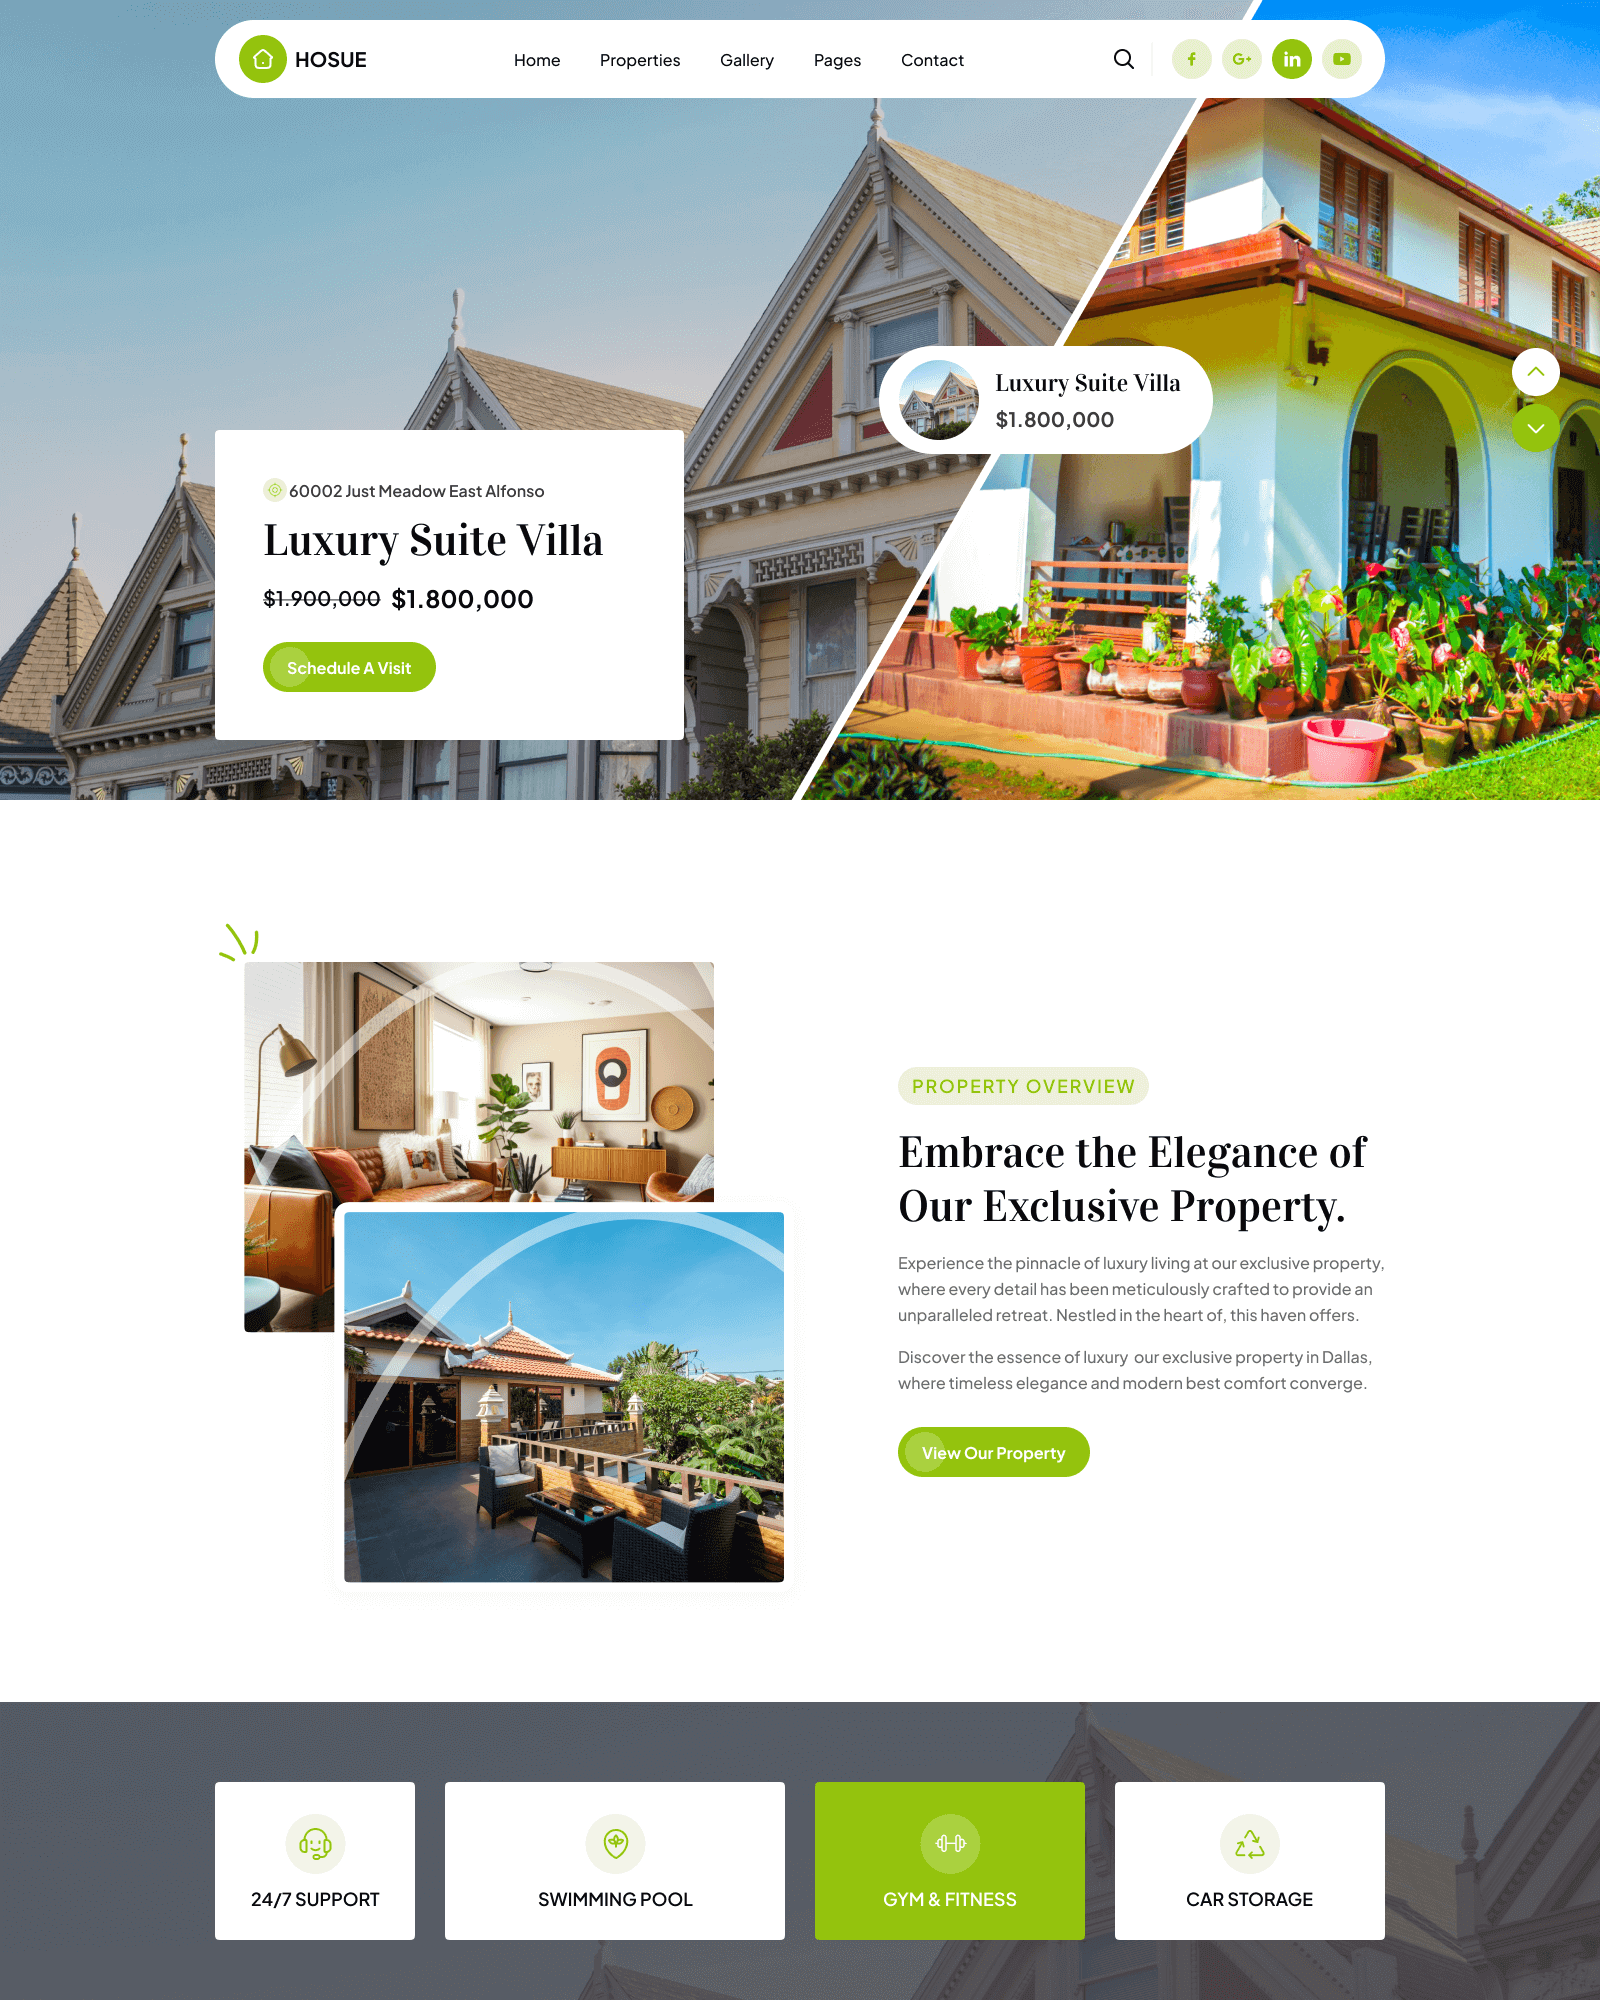 HOSUE
Home
Properties
Gallery
Pages
Contact
f
G+
in
Luxury Suite Villa
$1.800,000
60002 Just Meadow East Alfonso
Luxury Suite Villa
$1.900,000 $1.800,000
Schedule A Visit
PROPERTY OVERVIEW
Embrace the Elegance of
Our Exclusive Property.
Experience the pinnacle of luxury living at our exclusive property,
where every detail has been meticulously crafted to provide an
unparalleled retreat. Nestled in the heart of, this haven offers.
Discover the essence of luxury our exclusive property in Dallas,
where timeless elegance and modern best comfort converge.
View Our Property
24/7 SUPPORT
SWIMMING POOL
GYM & FITNESS
CAR STORAGE